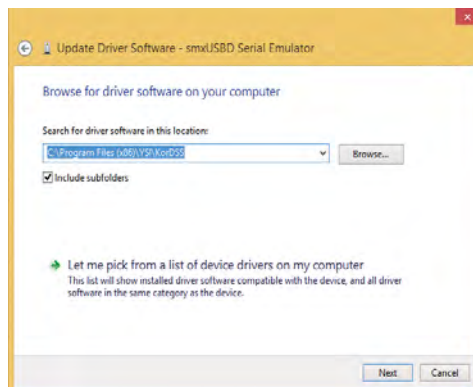 Update Driver Software - smxUSBD Serial Emulator
Browse for driver software on your computer
Search for driver software in this location:
C:\Program Files (x86)\YSI\KorDSS
Browse...
Include subfolders
Let me pick from a list of device drivers on my computer
This list will show installed driver software compatible with the device, and all driver
software in the same category as the device.
Next Cancel